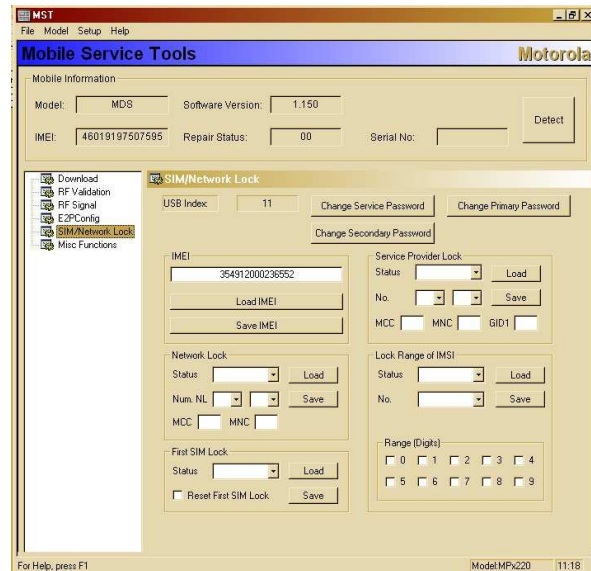 MST
File Model Setup Help
Mobile Service Tools Motorola
Mobile Information
Model: MDS Software Version: 1.150
Detect
IMEI: 46019197507595 Repair Status: 00 Serial No:
Download
RF Validation
RF Signal
E2PConfig
SIM/Network Lock
Misc Functions
SIM/Network Lock
USB Index 11 Change Service Password Change Primary Password
Change Secondary Password
IMEI
354912000236552
Load IMEI
Save IMEI
Service Provider Lock
Status Load
No. Save
MCC MNC GID1
Network Lock
Status Load
Num. NL Save
MCC MNC
Lock Range of IMSI
Status Load
No. Save
Range (Digits)
0 1 2 3 4
5 6 7 8 9
First SIM Lock
Status Load
Reset First SIM Lock Save
For Help, press F1 Model:MPx220 11:18